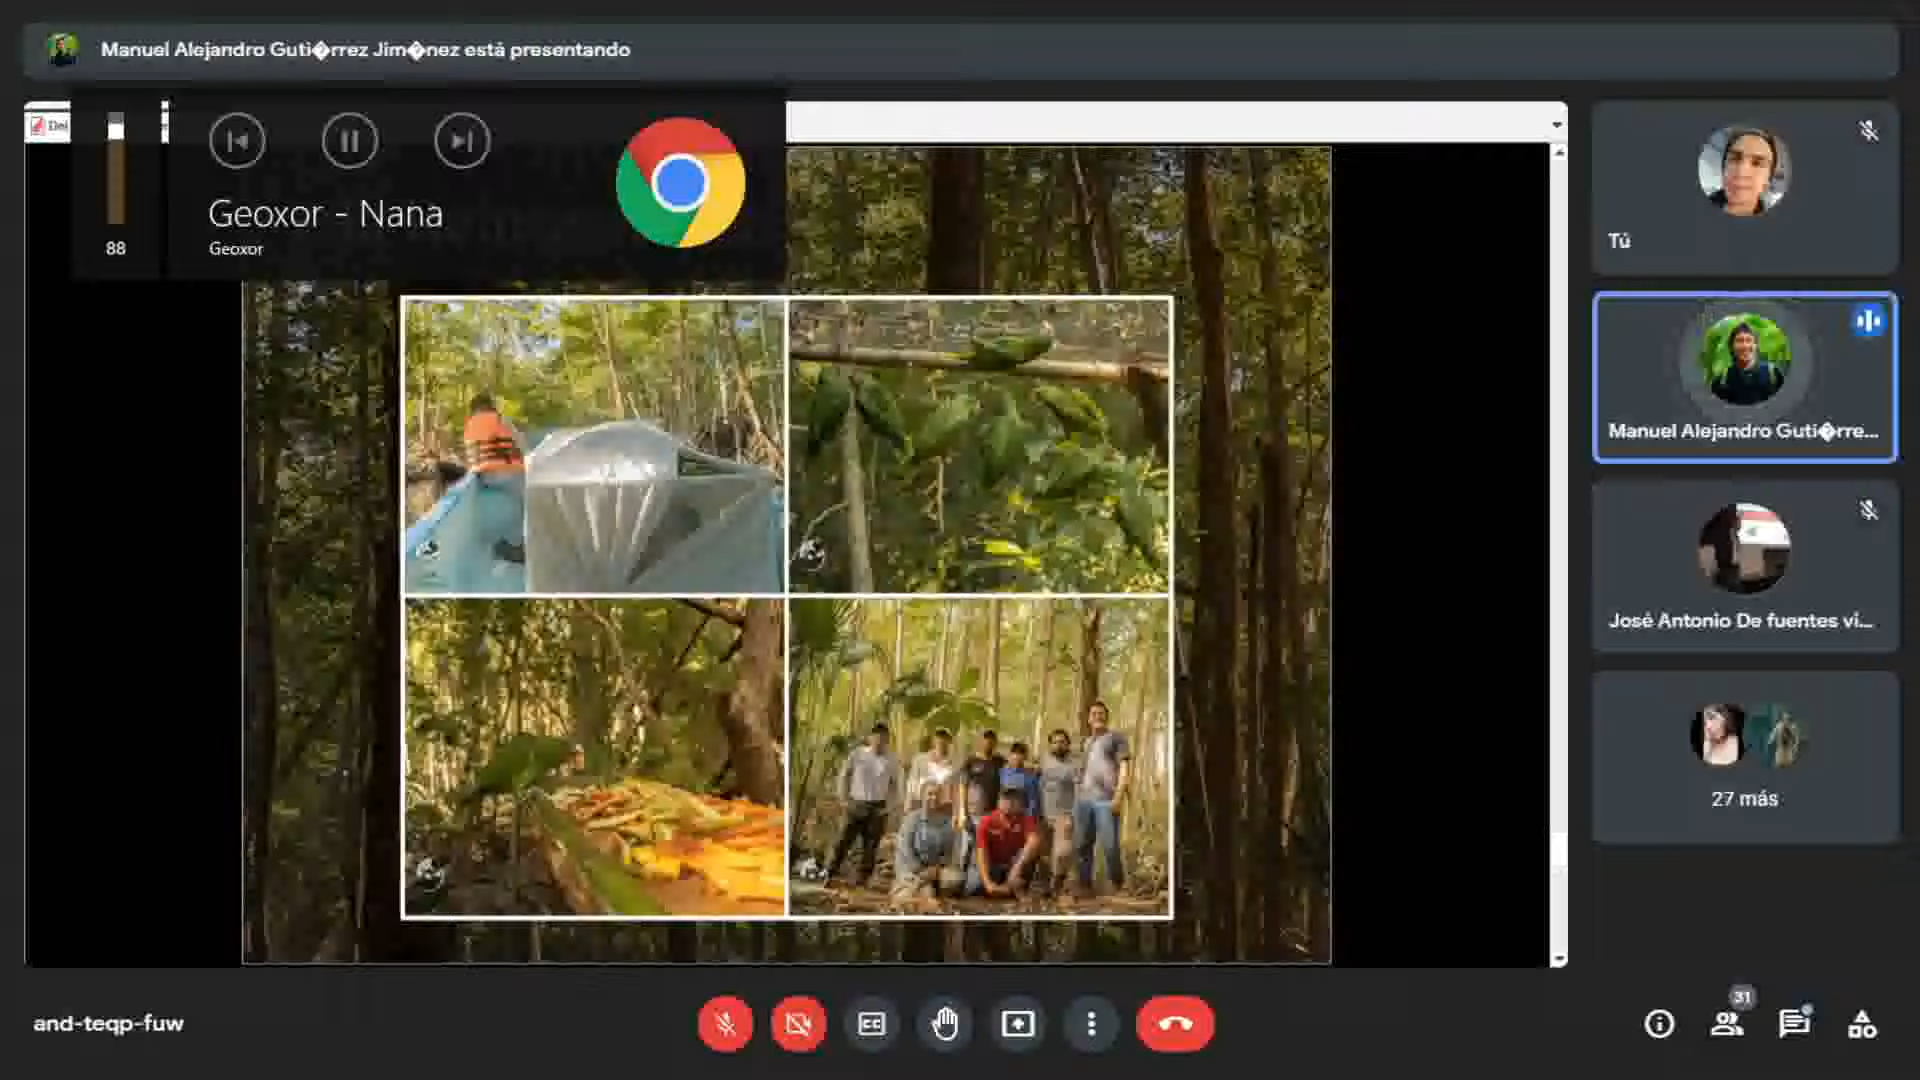 Manuel Alejandro Guti�rrez Jim�nez está presentando
Geoxor - Nana
Geoxor
88
Tú
Manuel Alejandro Guti�rre...
José Antonio De fuentes vi...
27 más
and-teqp-fuw
CC
31